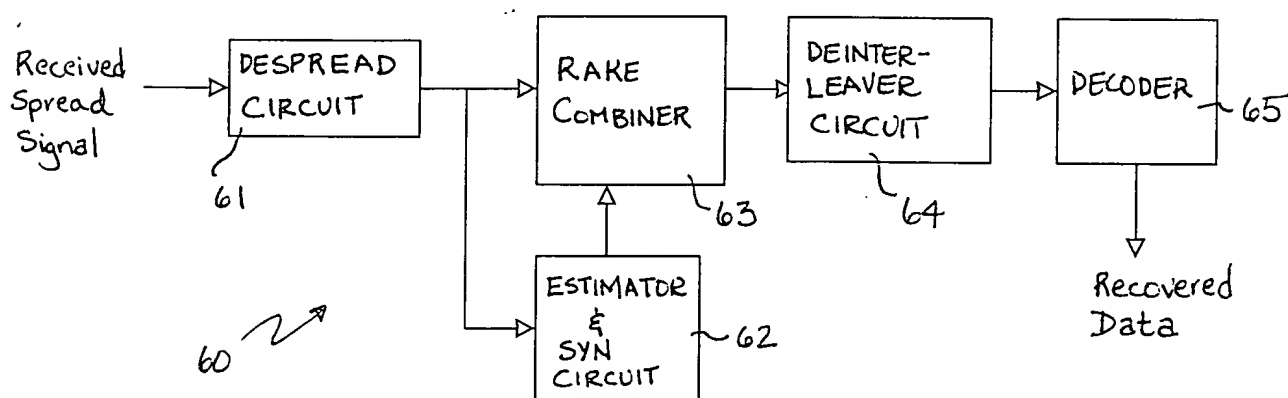 Received
Spread
Signal
DESPREAD
CIRCUIT
61
RAKE
COMBINER
63
DEINTER-
LEAVER
CIRCUIT
64
DECODER
65
ESTIMATOR
&
SYN
CIRCUIT
62
Recovered
Data
60